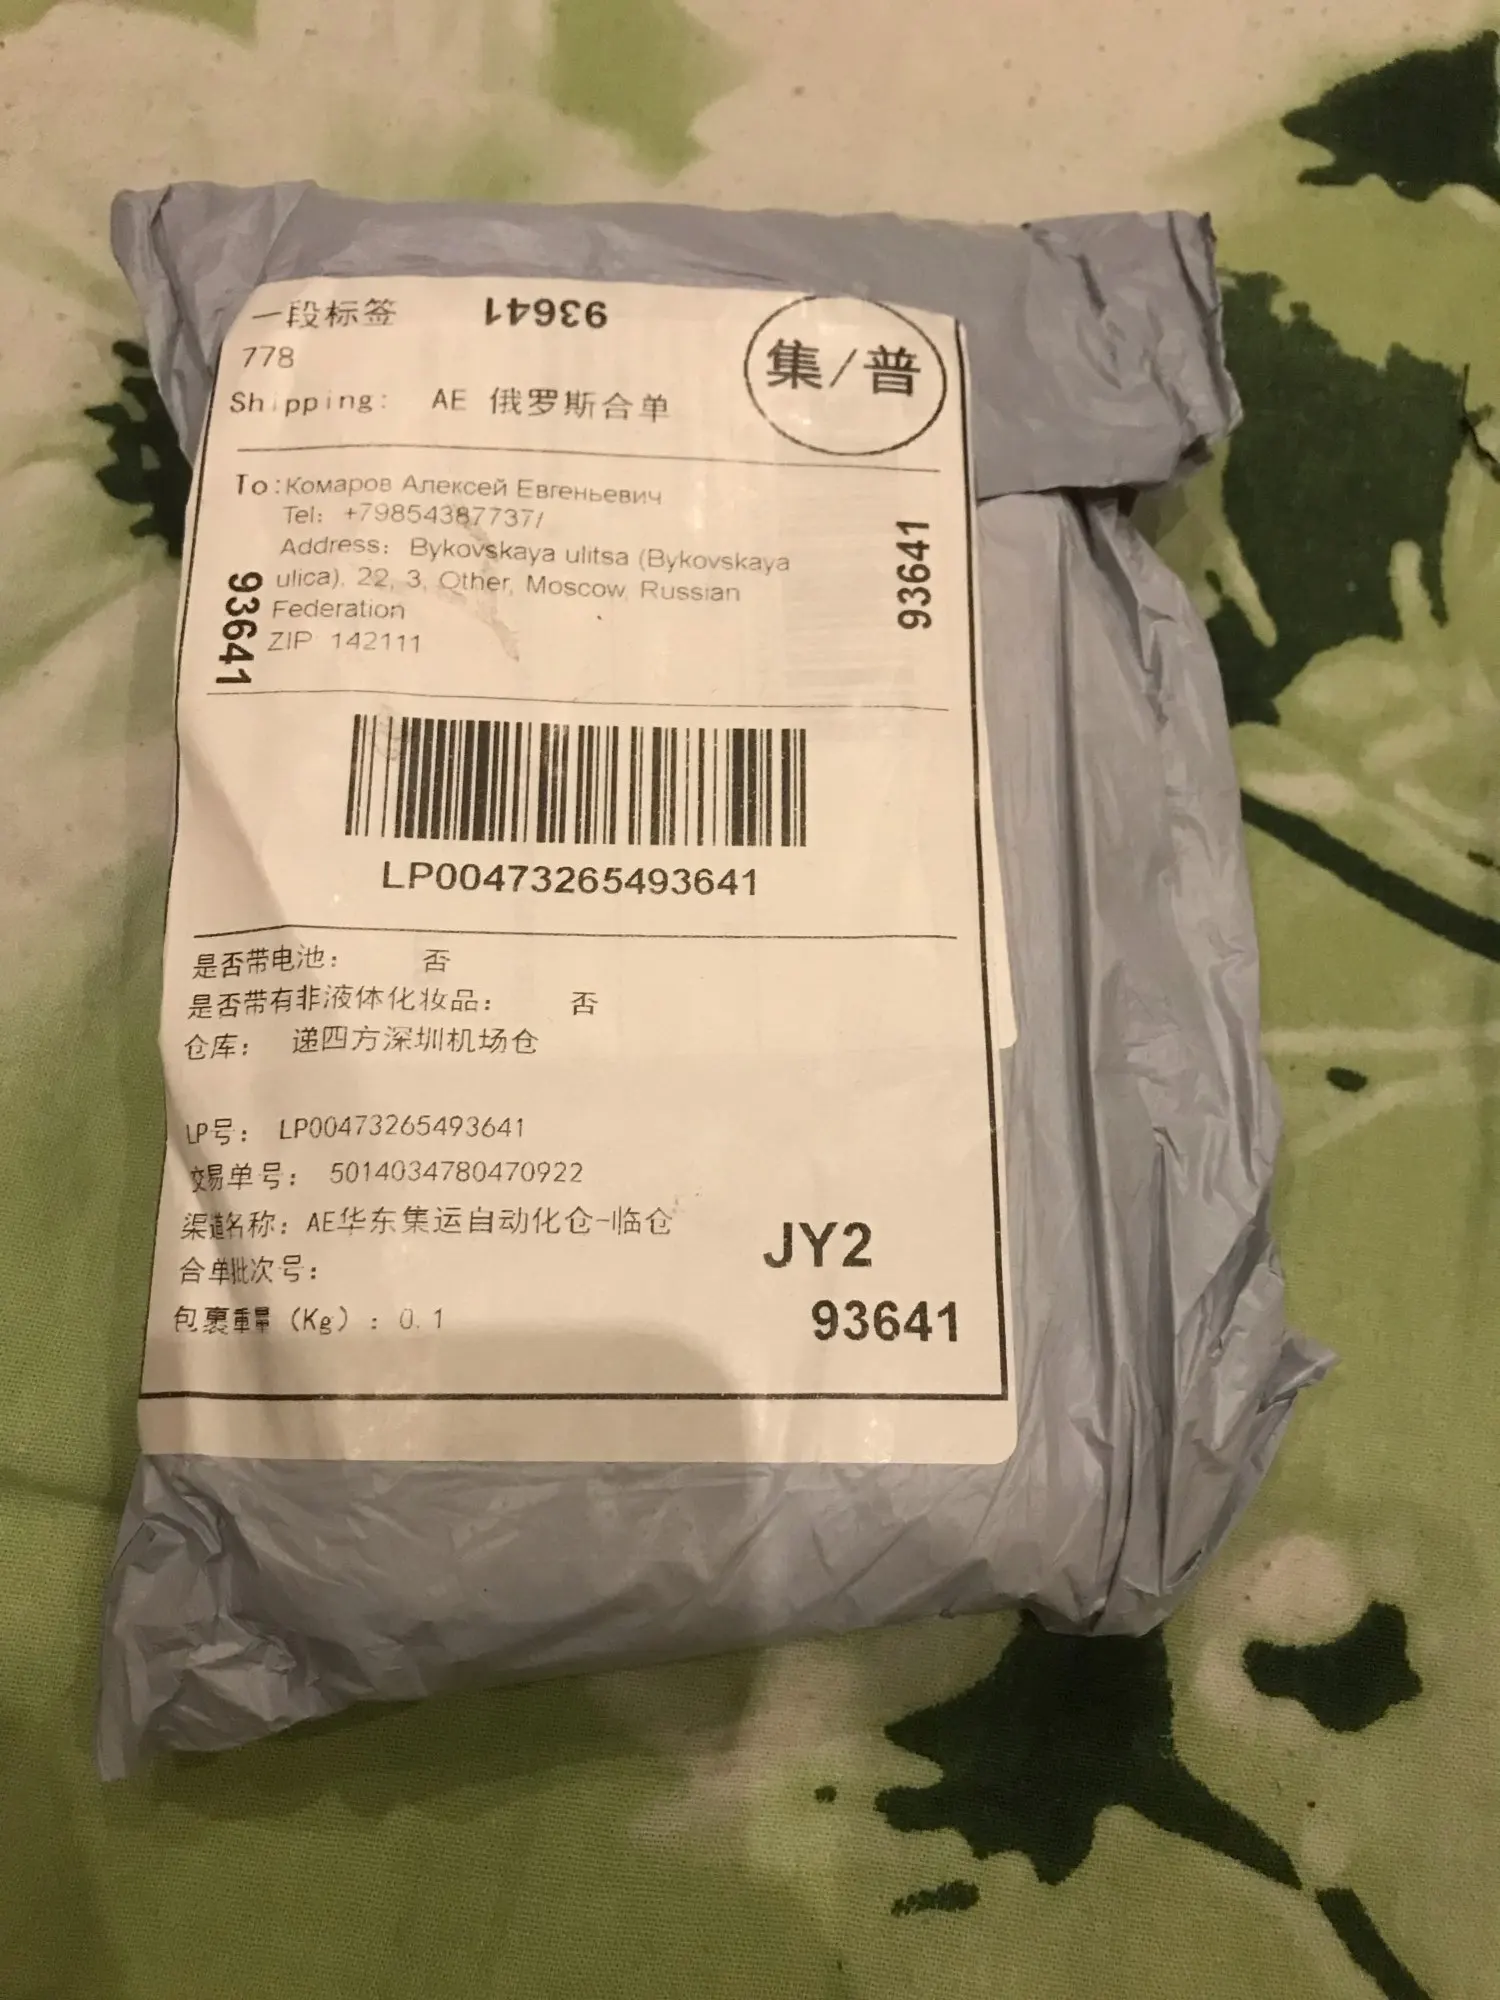 一段标签
93641
集/普
778
Shipping: AE 俄罗斯合单
To:Комаров Алексей Евгеньевич
Tel: +79854387737/
Address: Bykovskaya ulitsa (Bykovskaya
ulica), 22, 3, Other, Moscow, Russian
Federation
ZIP 142111
93641
93641
LP00473265493641
是否带电池: 否
是否带有非液体化妆品: 否
仓库: 递四方深圳机场仓
LP号: LP00473265493641
交易单号: 5014034780470922
渠道名称: AE华东集运自动化仓-临仓
合单批次号:
包裹重量 (Kg) : 0.1
JY2
93641